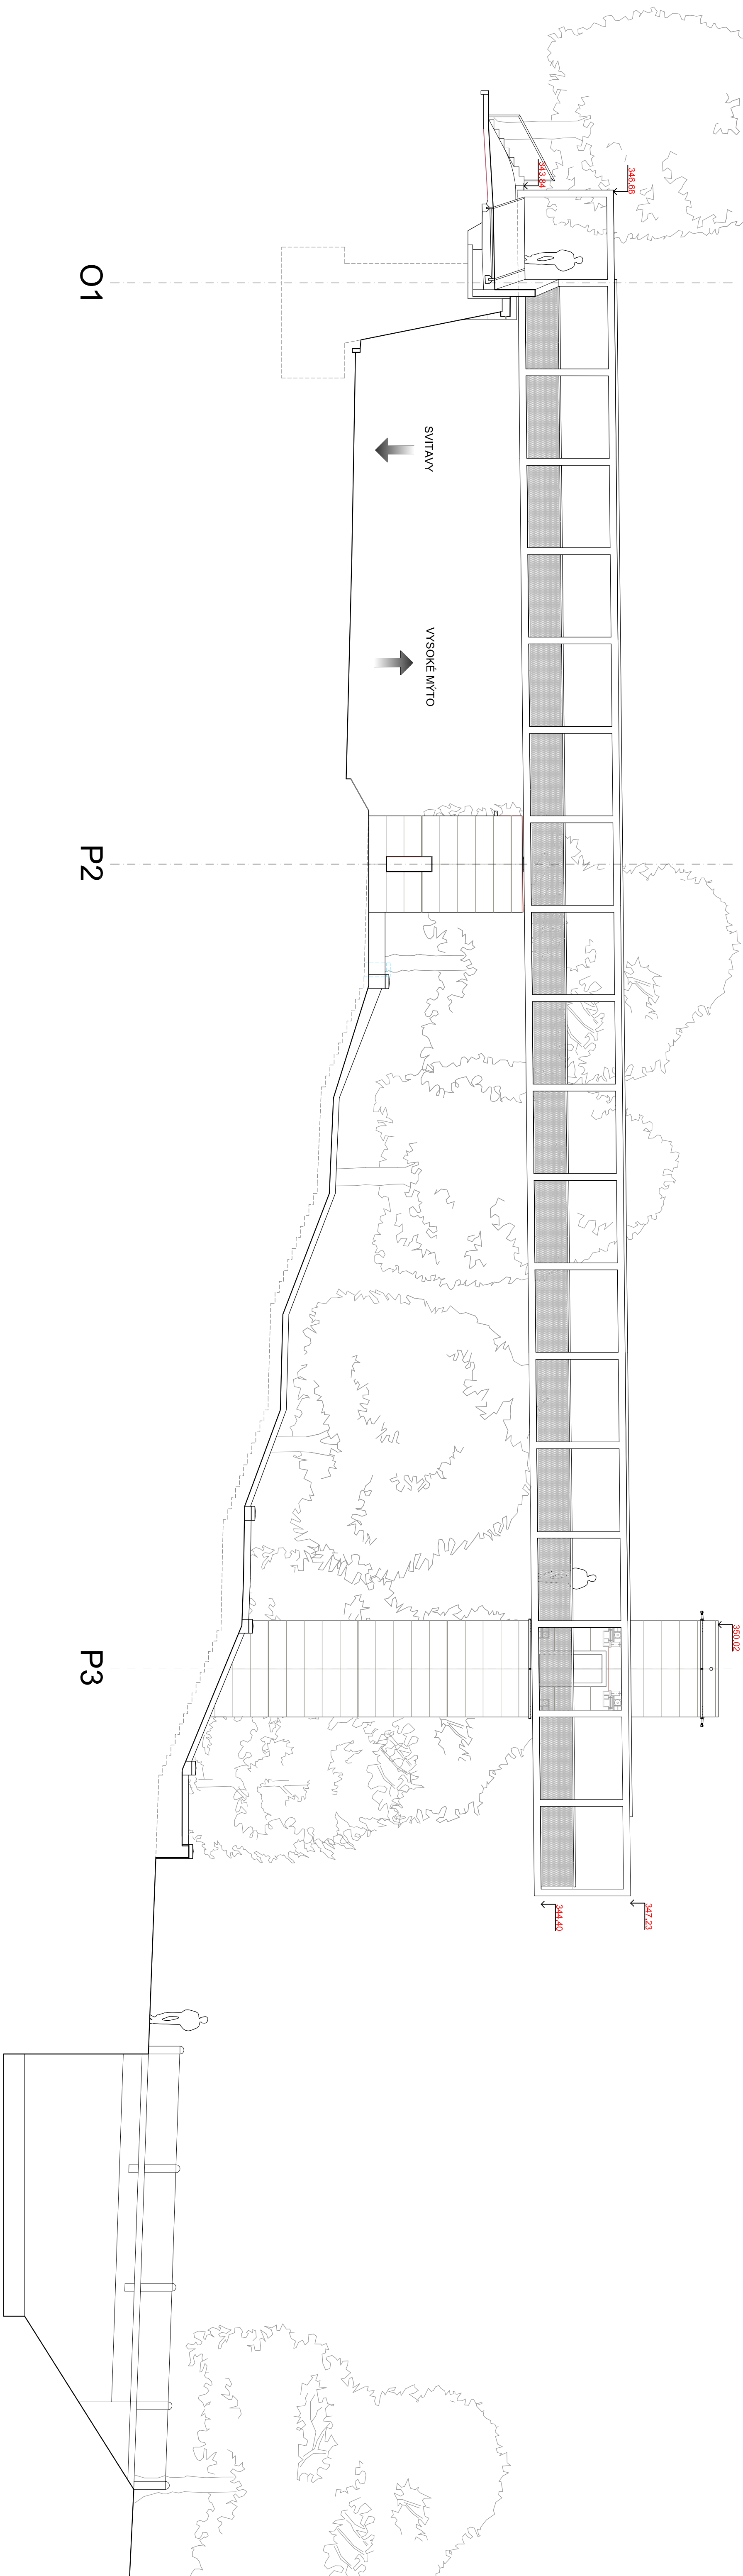 346,68
343,84
O1
SVITAVY
VYSOKÉ MÝTO
P2
350,02
P3
347,23
344,40